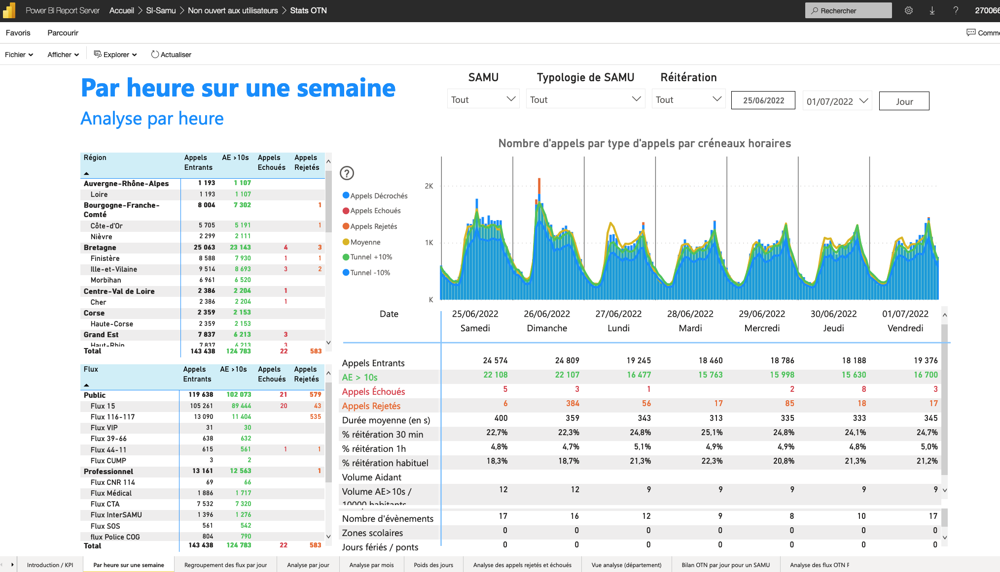 Power BI Report Server Accueil > SI-Samu > Non ouvert aux utilisateurs > Stats OTN Rechercher ? 270066
Favoris Parcourir Comme
Fichier Afficher Explorer Actualiser
Par heure sur une semaine
Analyse par heure
SAMU Typologie de SAMU Réitération
Tout Tout Tout 25/06/2022 01/07/2022 Jour
Région Appels Entrants AE >10s Appels Echoués Appels Rejetés
Auvergne-Rhône-Alpes 1 193 1 107
Loire 1 193 1 107
Bourgogne-Franche-Comté 8 004 7 302 1
Côte-d'Or 5 705 5 191 1
Nièvre 2 299 2 111
Bretagne 25 063 23 143 4 3
Finistère 8 588 7 930 1 1
Ille-et-Vilaine 9 514 8 693 3 2
Morbihan 6 961 6 520
Centre-Val de Loire 2 386 2 204 1
Cher 2 386 2 204 1
Corse 2 359 2 153
Haute-Corse 2 359 2 153
Grand Est 7 837 6 213 3
Haut-Rhin 7 837 6 213 3
Total 143 438 124 783 22 583
Flux Appels Entrants AE >10s Appels Echoués Appels Rejetés
Public 119 638 102 073 21 579
Flux 15 105 261 89 444 20 43
Flux 116-117 13 090 11 404 535
Flux VIP 31 30
Flux 39-66 638 632
Flux 44-11 615 561 1 1
Flux CUMP 3 2
Professionnel 13 161 12 563 1
Flux CNR 114 69 66
Flux Médical 1 886 1 717
Flux CTA 7 532 7 320
Flux InterSAMU 1 396 1 276
Flux SOS 561 542
flux Police COG 804 790
Total 143 438 124 783 22 583
Nombre d'appels par type d'appels par créneaux horaires
?
Appels Décrochés
Appels Echoués
Appels Rejetés
Moyenne
Tunnel +10%
Tunnel -10%
2K
1K
K
Date 25/06/2022 26/06/2022 27/06/2022 28/06/2022 29/06/2022 30/06/2022 01/07/2022
Samedi Dimanche Lundi Mardi Mercredi Jeudi Vendredi
Appels Entrants 24 574 24 809 19 245 18 460 18 786 18 188 19 376
AE > 10s 22 108 22 107 16 477 15 763 15 998 15 630 16 700
Appels Échoués 5 3 1 2 8 3
Appels Rejetés 6 384 56 17 85 18 17
Durée moyenne (en s) 400 359 343 313 335 333 345
% réitération 30 min 22,7% 22,3% 24,8% 25,1% 24,8% 24,1% 24,7%
% réitération 1h 4,8% 4,7% 5,1% 4,9% 4,9% 4,8% 5,0%
% réitération habituel 18,3% 18,7% 21,3% 22,3% 20,8% 21,3% 21,2%
Volume Aidant
Volume AE>10s / 12 12 9 9 9 9 9
10000 habitants
Nombre d'évènements 17 16 12 9 8 10 17
Zones scolaires 0 0 0 0 0 0 0
Jours fériés / ponts 0 0 0 0 0 0 0
Introduction / KPI Par heure sur une semaine Regroupement des flux par jour Analyse par jour Analyse par mois Poids des jours Analyse des appels rejetés et échoués Vue analyse (département) Bilan OTN par jour pour un SAMU Analyse des flux OTN